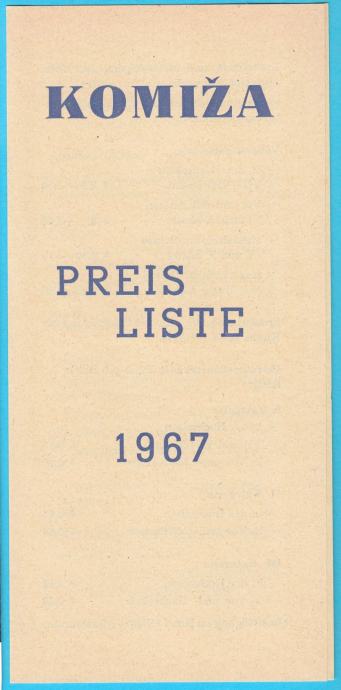 KOMIŽA
PREIS
LISTE
1967